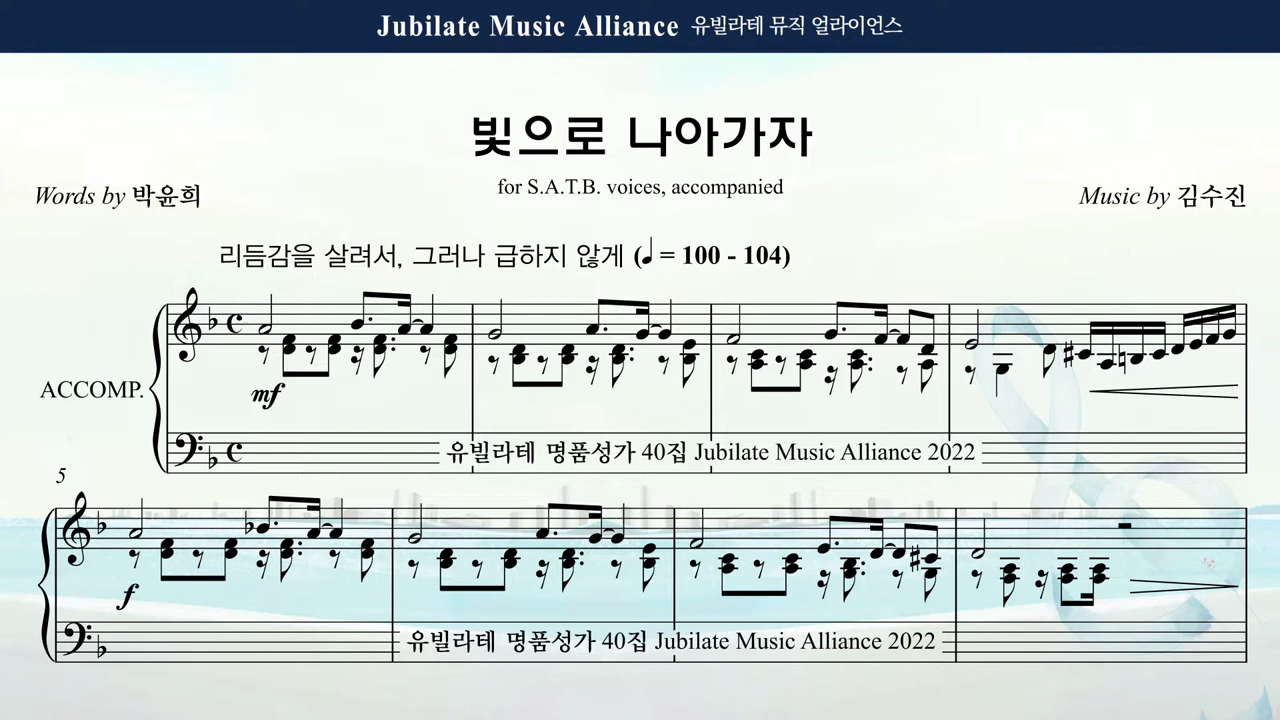 Jubilate Music Alliance 유빌라테 뮤직 얼라이언스
빛으로 나아가자
for S.A.T.B. voices, accompanied
Words by 박윤희
Music by 김수진
리듬감을 살려서, 그러나 급하지 않게 (♩ = 100 - 104)
ACCOMP.
mf
유빌라테 명품성가 40집 Jubilate Music Alliance 2022
5
f
유빌라테 명품성가 40집 Jubilate Music Alliance 2022